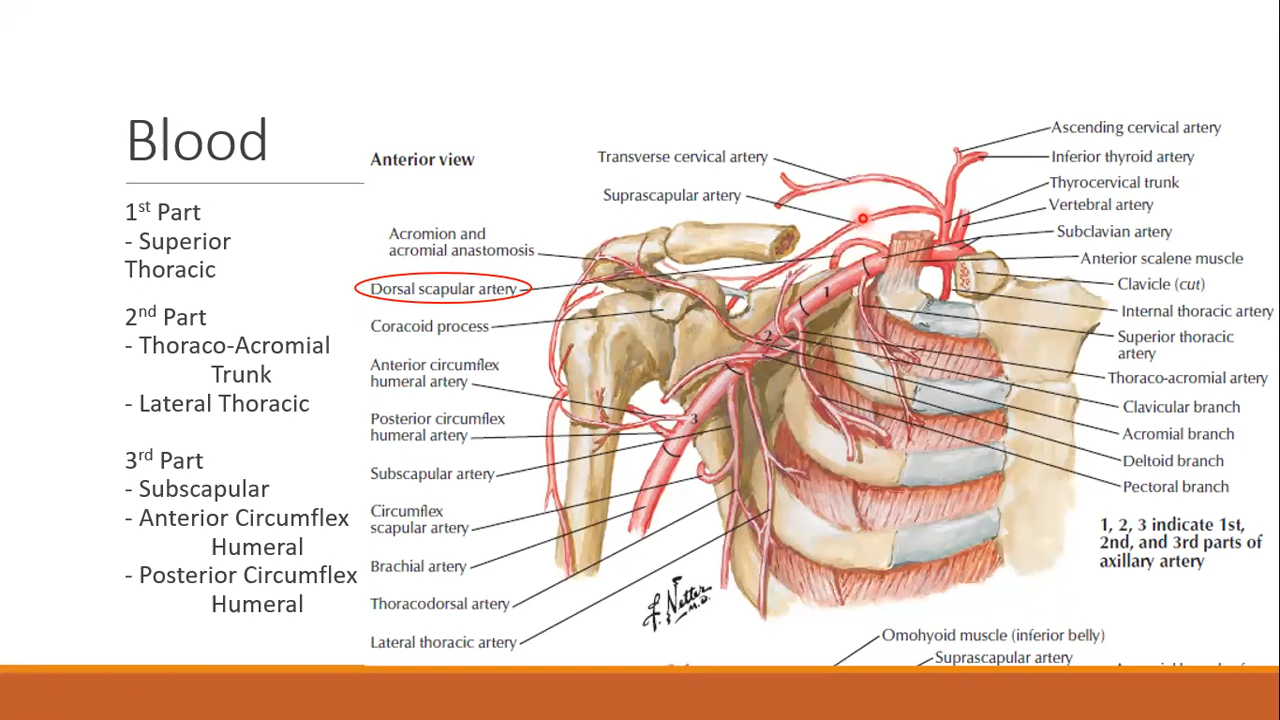 Blood
1st Part
- Superior
Thoracic
2nd Part
- Thoraco-Acromial
Trunk
- Lateral Thoracic
3rd Part
- Subscapular
- Anterior Circumflex
Humeral
- Posterior Circumflex
Humeral
Anterior view
Transverse cervical artery
Suprascapular artery
Acromion and
acromial anastomosis
Dorsal scapular artery
Coracoid process
Anterior circumflex
humeral artery
Posterior circumflex
humeral artery
Subscapular artery
Circumflex
scapular artery
Brachial artery
Thoracodorsal artery
Lateral thoracic artery
1
2
3
F. Netter
M.D.
Ascending cervical artery
Inferior thyroid artery
Thyrocervical trunk
Vertebral artery
Subclavian artery
Anterior scalene muscle
Clavicle (cut)
Internal thoracic artery
Superior thoracic
artery
Thoraco-acromial artery
Clavicular branch
Acromial branch
Deltoid branch
Pectoral branch
1, 2, 3 indicate 1st,
2nd, and 3rd parts of
axillary artery
Omohyoid muscle (inferior belly)
Suprascapular artery